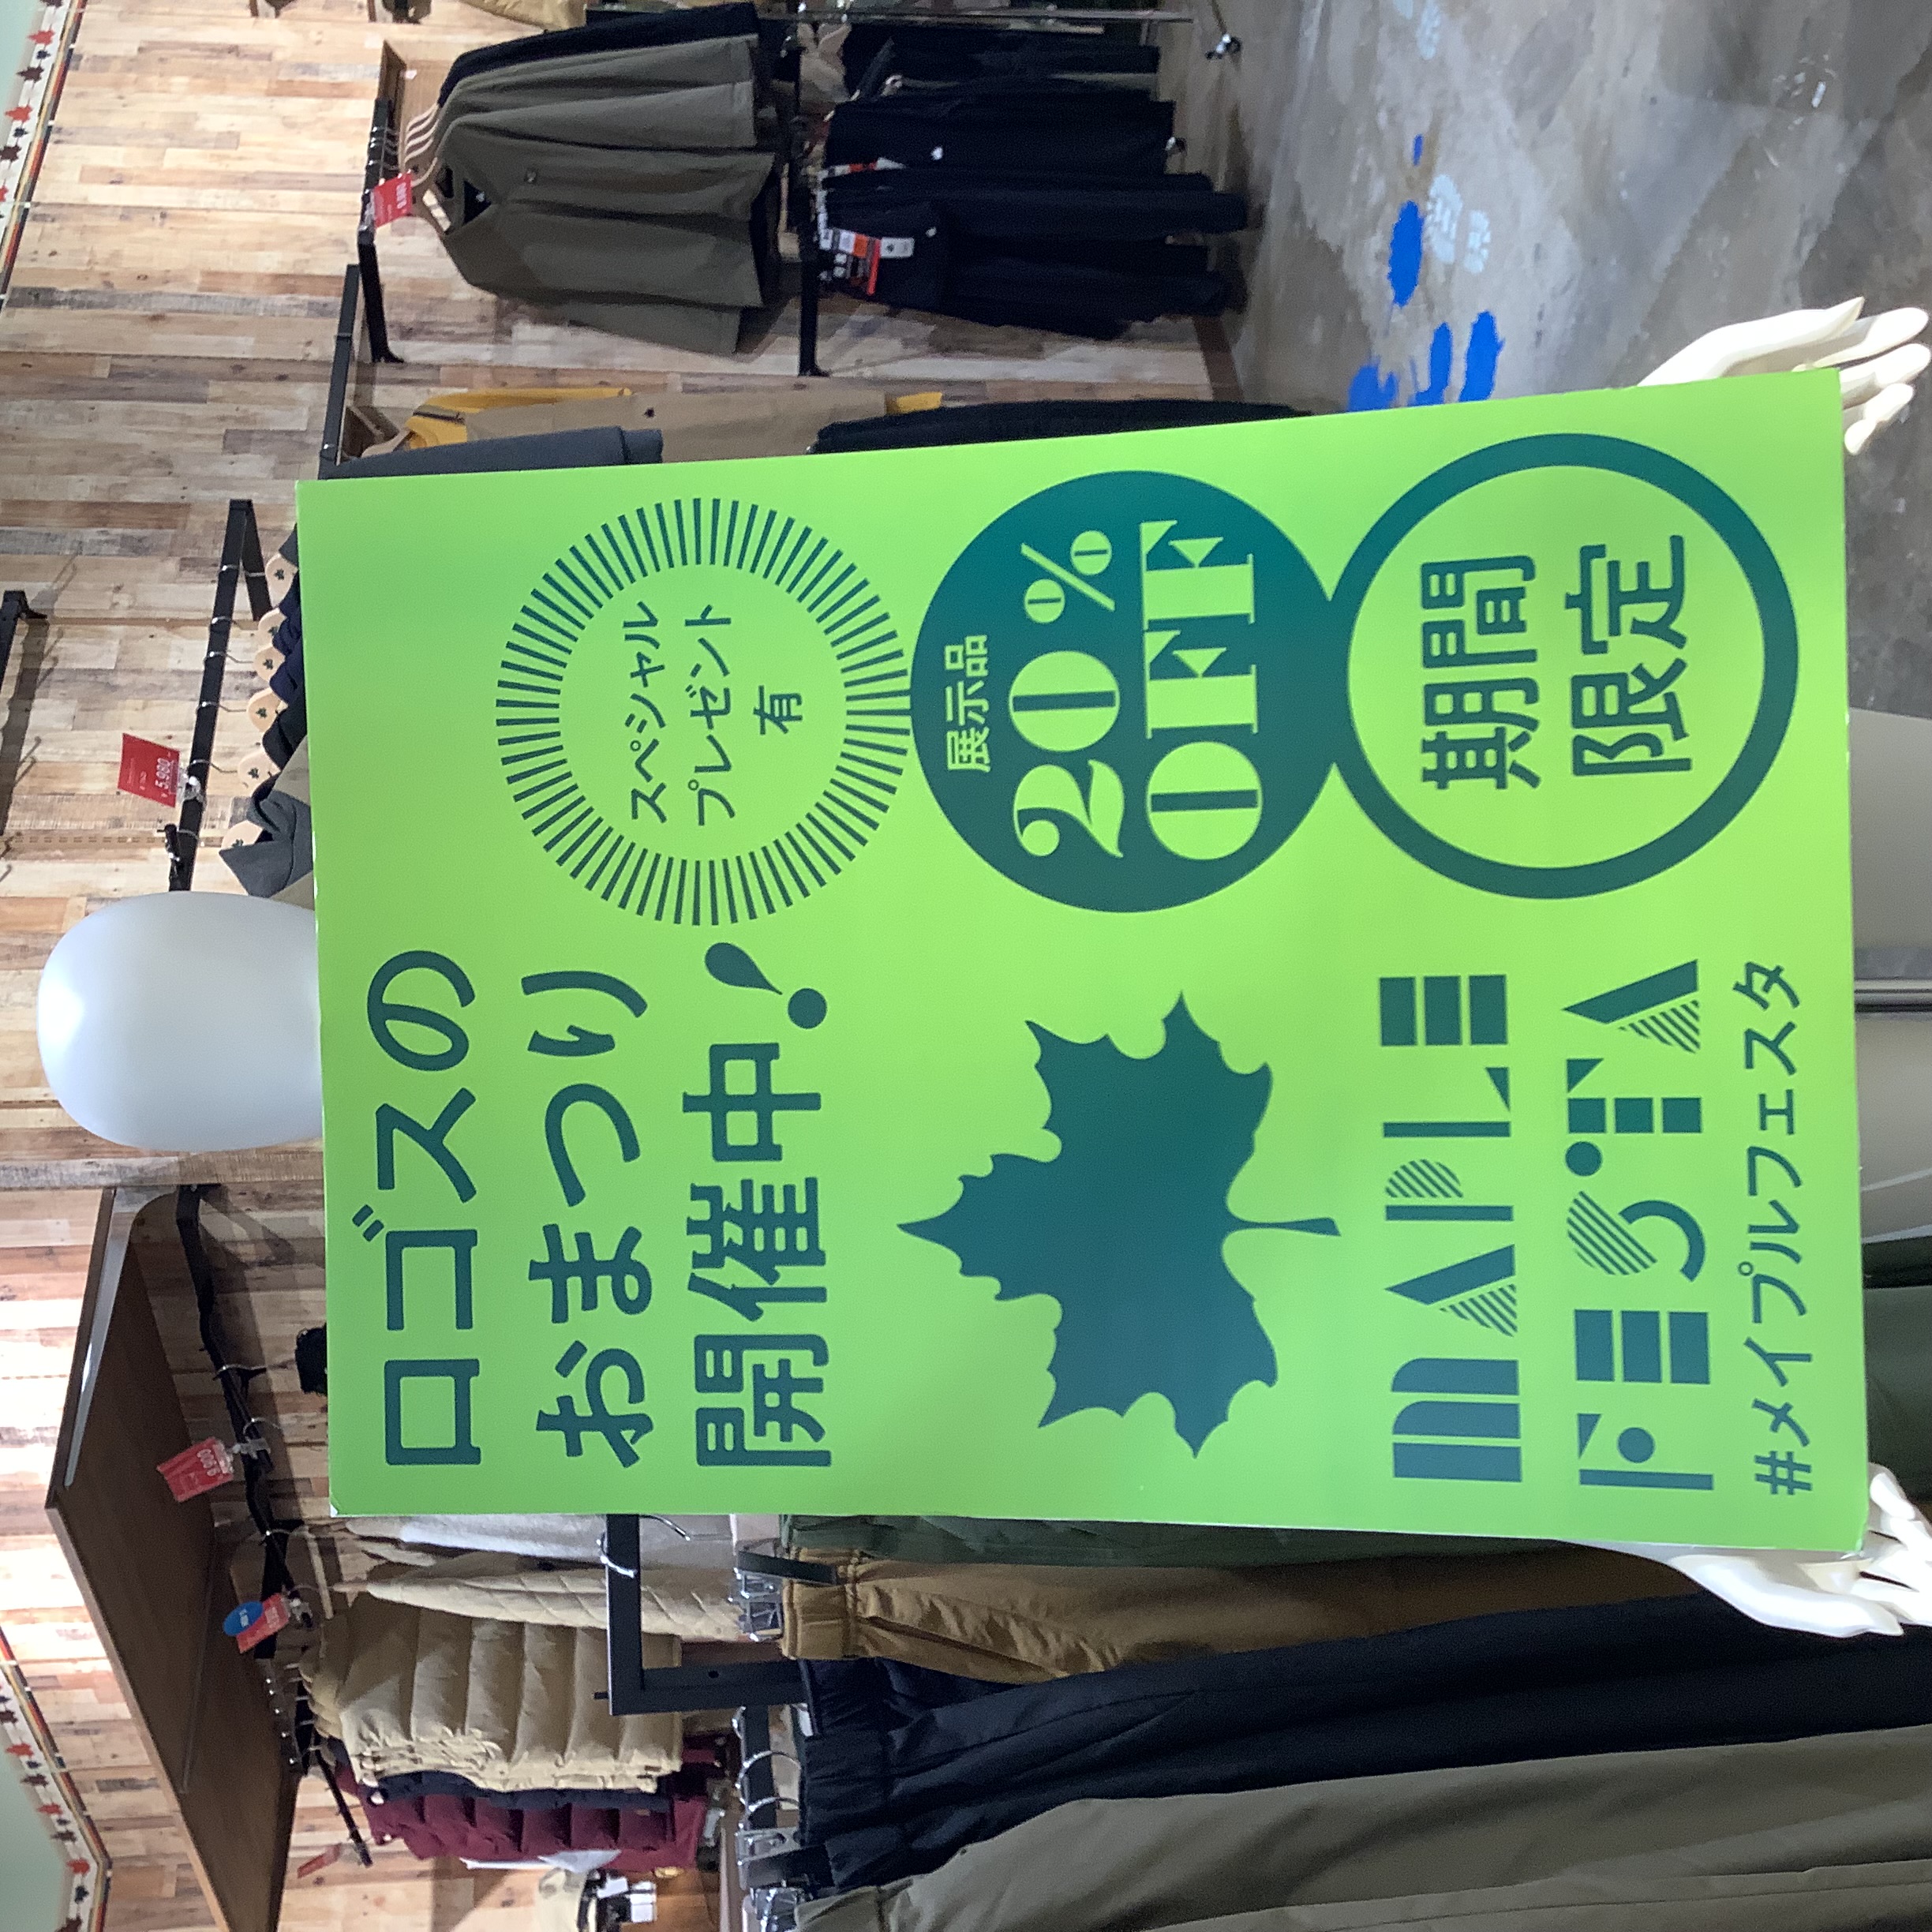 ロゴスの
おまつり
開催中!
MAPLE
FESTA
#メイプルフェスタ
スペシャル
プレゼント
有
展示品
20%
OFF
期間
限定
5,980